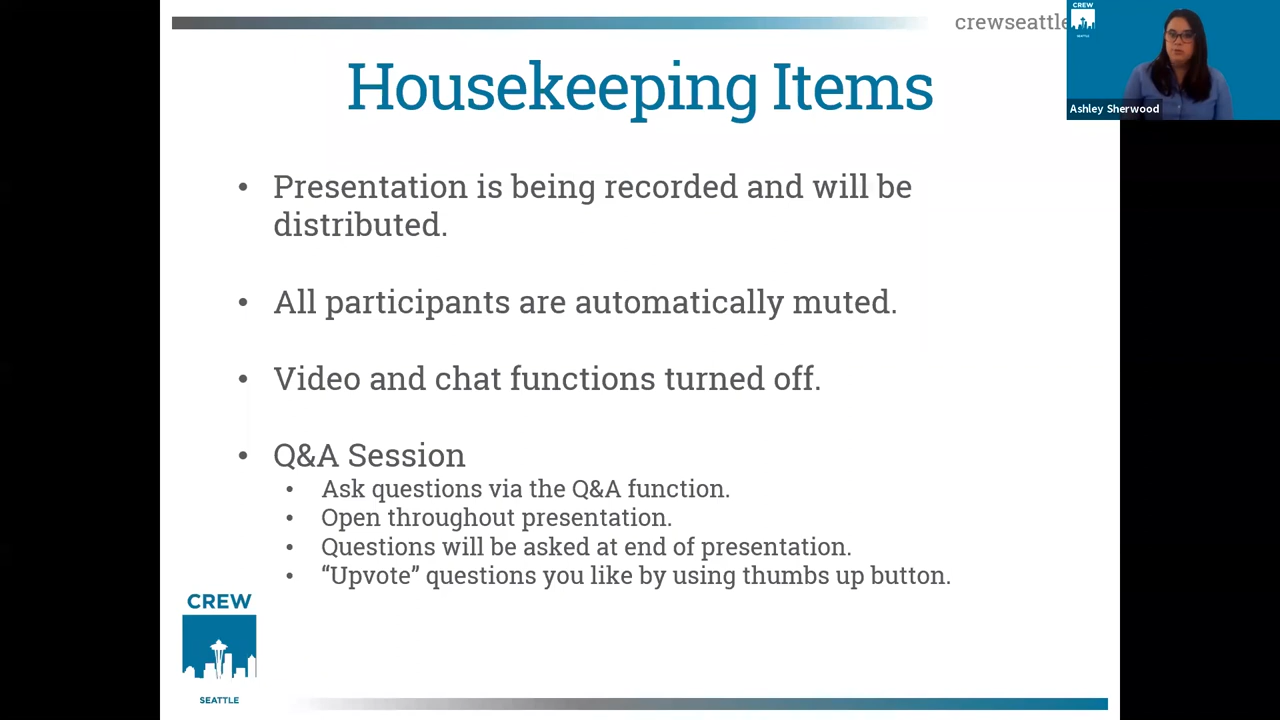 crewseattle
CREW
SEATTLE
Ashley Sherwood
Housekeeping Items
• Presentation is being recorded and will be
distributed.
• All participants are automatically muted.
• Video and chat functions turned off.
• Q&A Session
• Ask questions via the Q&A function.
• Open throughout presentation.
• Questions will be asked at end of presentation.
• “Upvote” questions you like by using thumbs up button.
CREW
SEATTLE